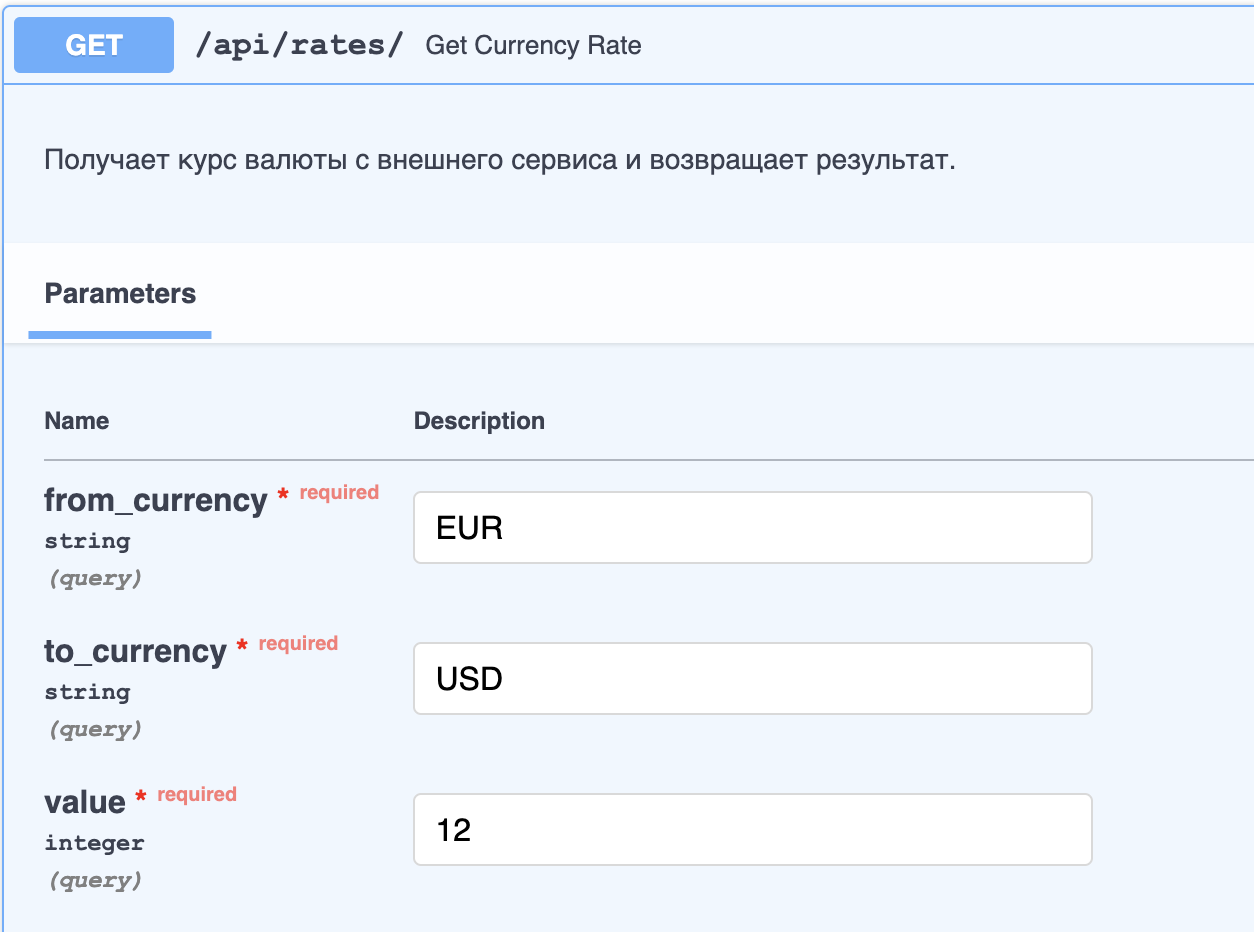 GET /api/rates/ Get Currency Rate
Получает курс валюты с внешнего сервиса и возвращает результат.
Parameters
Name Description
from_currency * required
string
(query)
EUR
to_currency * required
string
(query)
USD
value * required
integer
(query)
12